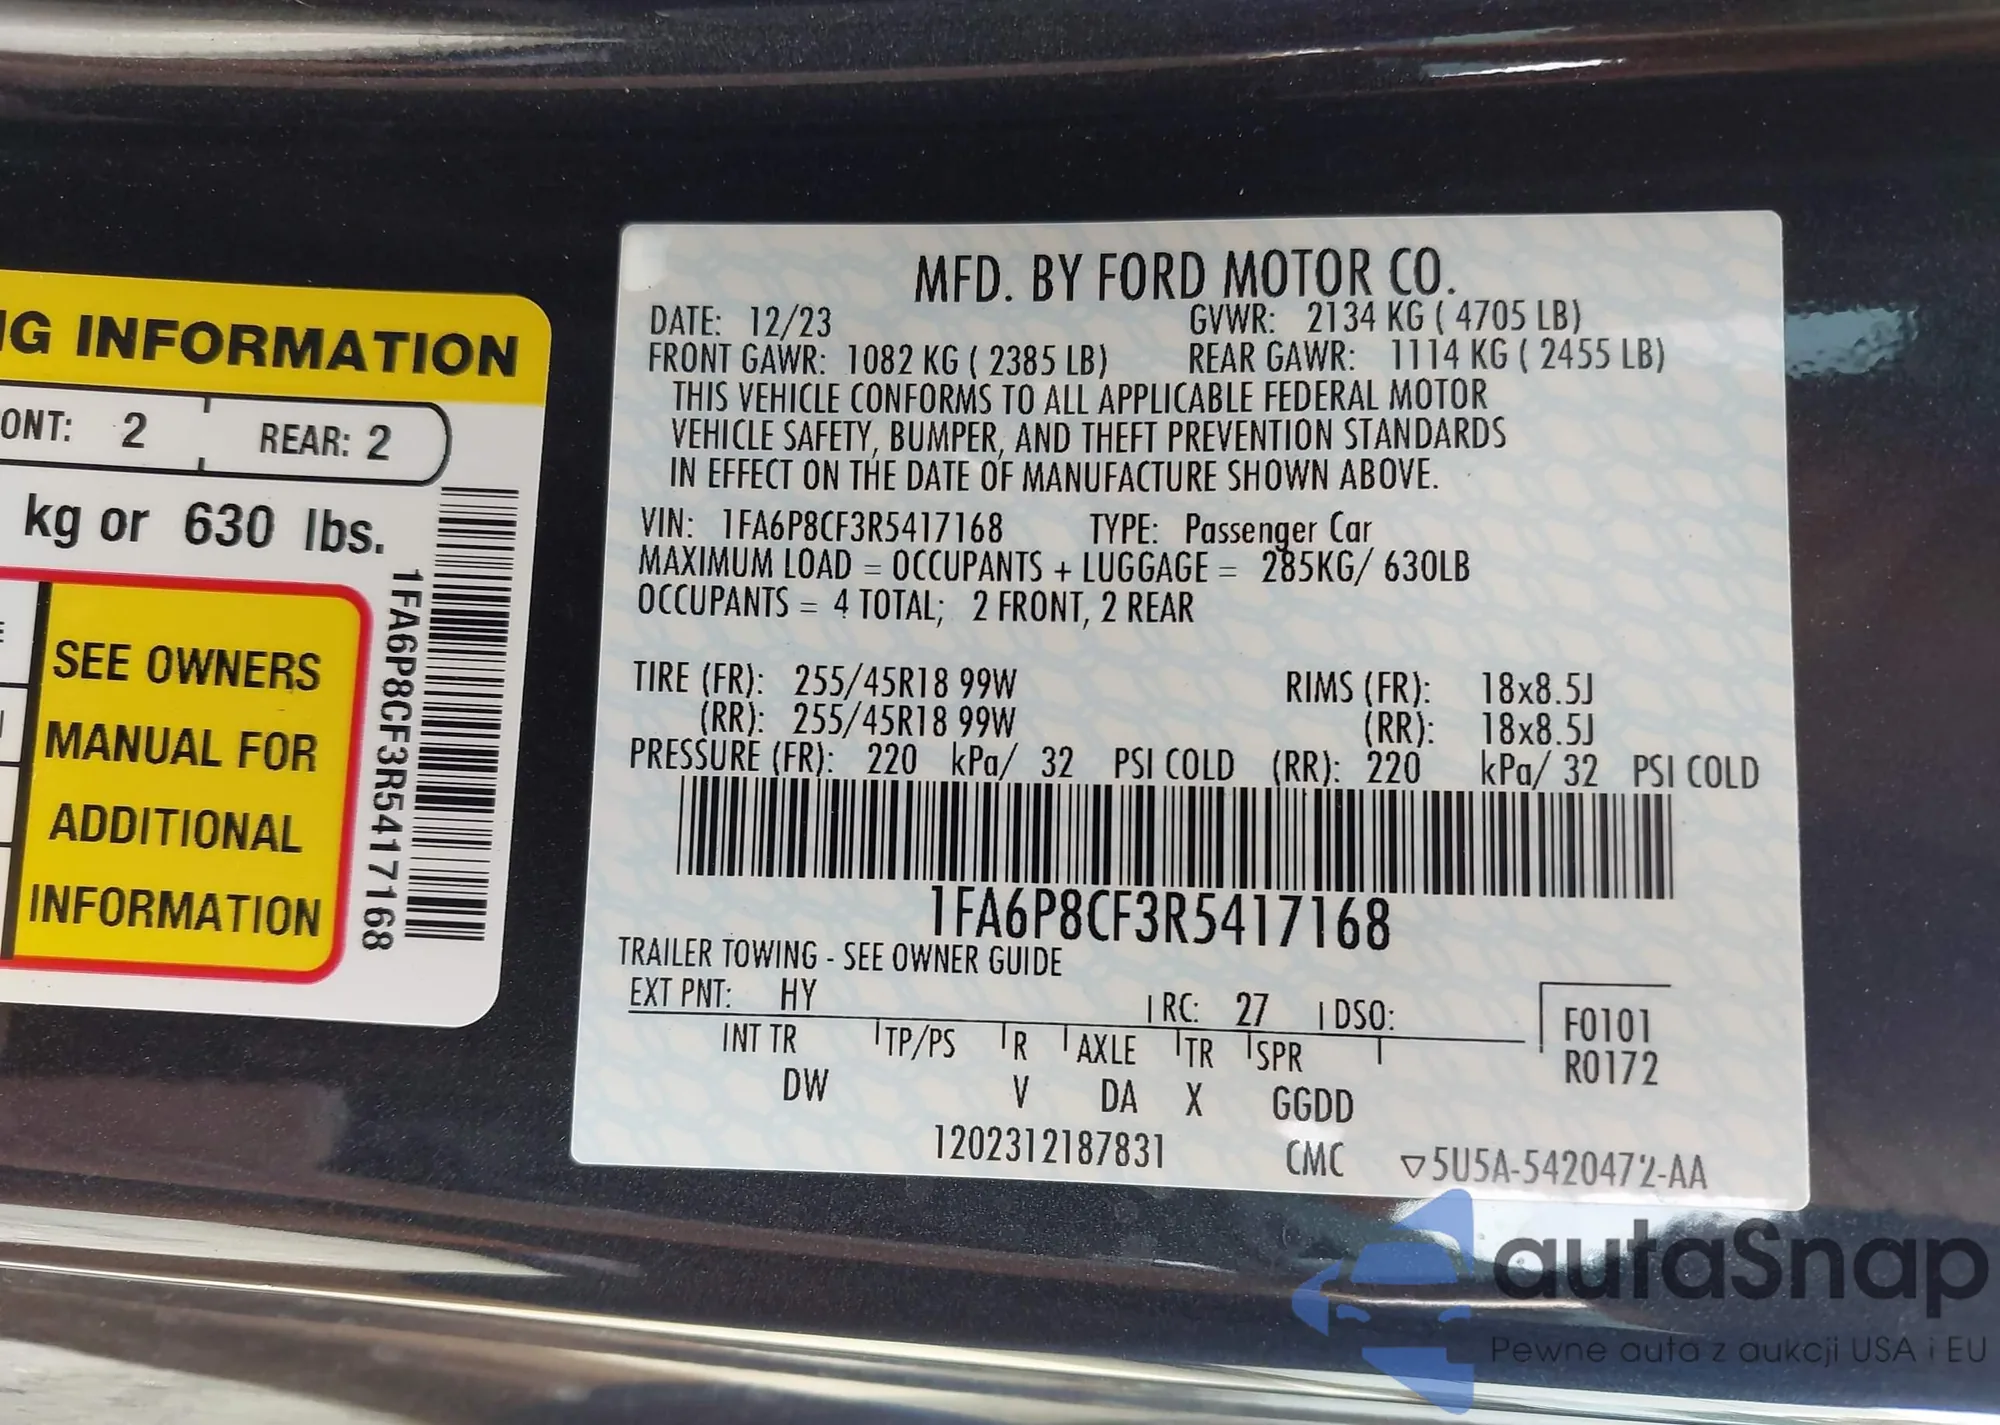 INFORMATION
2 REAR: 2
kg or 630 lbs.
SEE OWNERS
MANUAL FOR
ADDITIONAL
INFORMATION
1FA6P8CF3R5417168
MFD. BY FORD MOTOR CO.
DATE: 12/23 GVWR: 2134 KG ( 4705 LB)
FRONT GAWR: 1082 KG ( 2385 LB) REAR GAWR: 1114 KG ( 2455 LB)
THIS VEHICLE CONFORMS TO ALL APPLICABLE FEDERAL MOTOR
VEHICLE SAFETY, BUMPER, AND THEFT PREVENTION STANDARDS
IN EFFECT ON THE DATE OF MANUFACTURE SHOWN ABOVE.
VIN: 1FA6P8CF3R5417168 TYPE: Passenger Car
MAXIMUM LOAD = OCCUPANTS + LUGGAGE = 285KG/ 630LB
OCCUPANTS = 4 TOTAL; 2 FRONT, 2 REAR
TIRE (FR): 255/45R18 99W RIMS (FR): 18x8.5J
(RR): 255/45R18 99W (RR): 18x8.5J
PRESSURE (FR): 220 kPa/ 32 PSI COLD (RR): 220 kPa/ 32 PSI COLD
1FA6P8CF3R5417168
TRAILER TOWING - SEE OWNER GUIDE
EXT PNT: HY RC: 27 DSO: F0101
INT TR TP/PS R AXLE TR SPR R0172
DW V DA X GGDD
1202312187831 CMC ▽5U5A-5420472-AA
autaSnap
Pewne auta z aukcji USA i EU